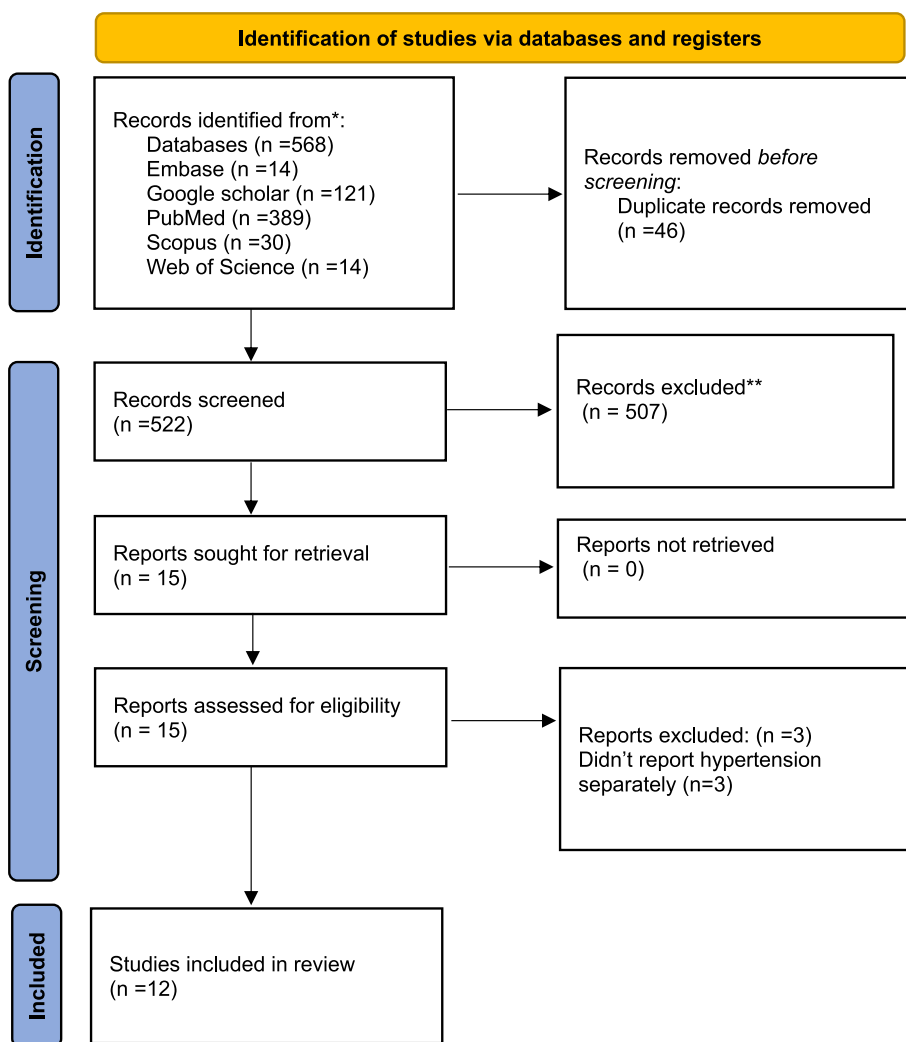 Identification of studies via databases and registers
Identification
Records identified from*:
Databases (n =568)
Embase (n =14)
Google scholar (n =121)
PubMed (n =389)
Scopus (n =30)
Web of Science (n =14)
Records removed before
screening:
Duplicate records removed
(n =46)
Screening
Records screened
(n =522)
Records excluded**
(n = 507)
Reports sought for retrieval
(n = 15)
Reports not retrieved
(n = 0)
Reports assessed for eligibility
(n = 15)
Reports excluded: (n =3)
Didn’t report hypertension
separately (n=3)
Included
Studies included in review
(n =12)